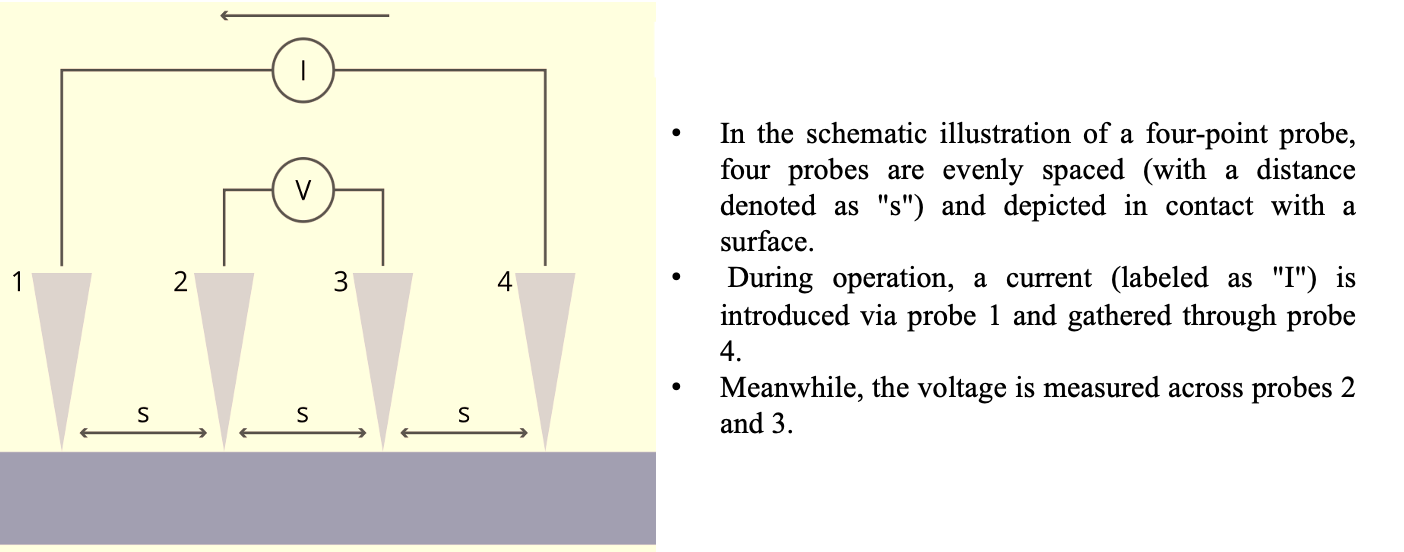 I
V
1
2
3
4
s
s
s
• In the schematic illustration of a four-point probe,
four probes are evenly spaced (with a distance
denoted as "s") and depicted in contact with a
surface.
• During operation, a current (labeled as "I") is
introduced via probe 1 and gathered through probe
4.
• Meanwhile, the voltage is measured across probes 2
and 3.